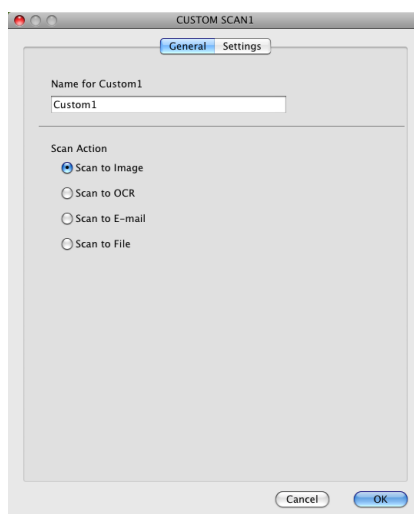 CUSTOM SCAN1
General Settings
Name for Custom1
Custom1
Scan Action
Scan to Image
Scan to OCR
Scan to E-mail
Scan to File
Cancel OK